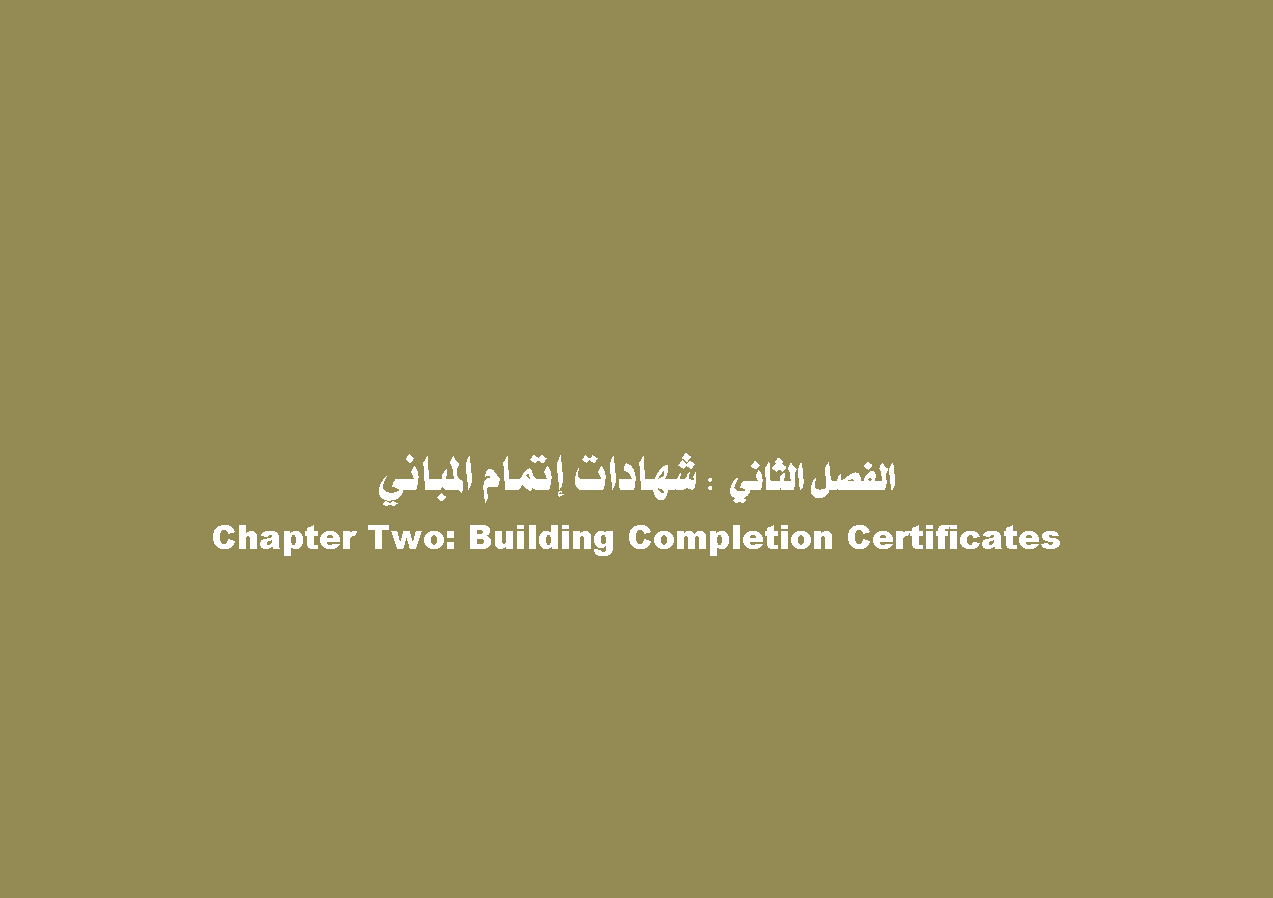 الفصل الثاني : شهادات إتمام المباني
Chapter Two: Building Completion Certificates